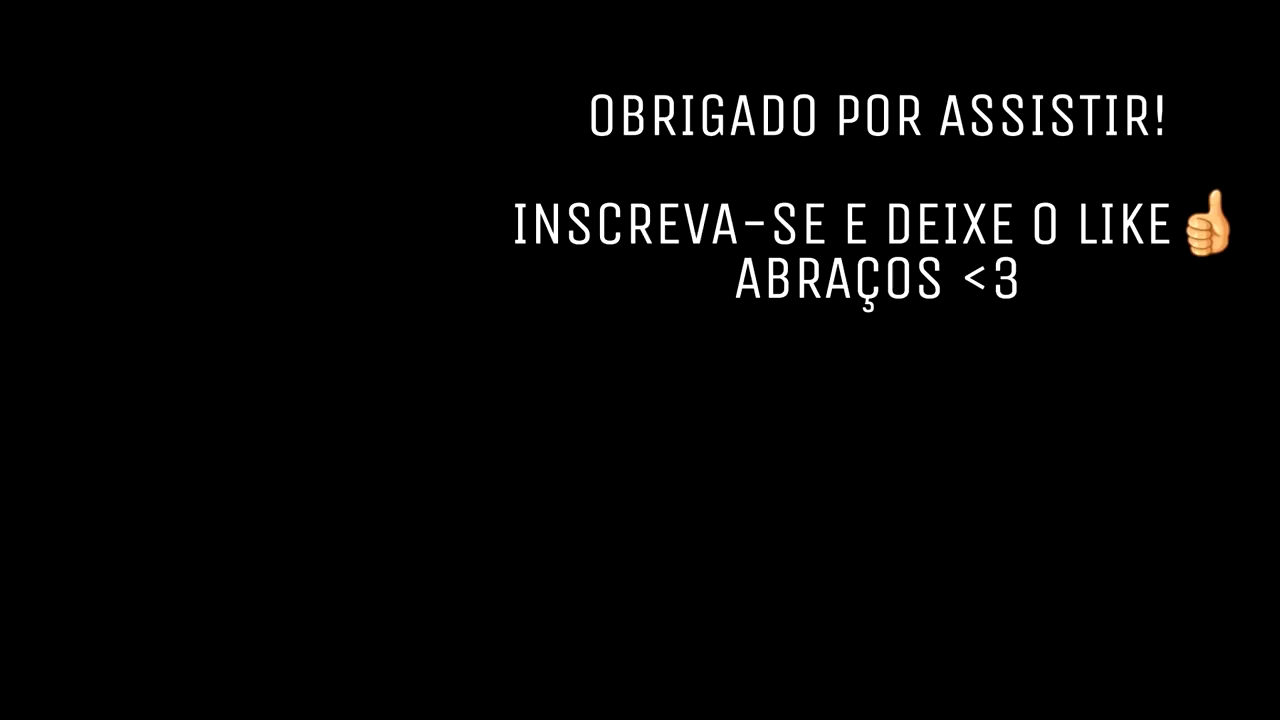 OBRIGADO POR ASSISTIR!
INSCREVA-SE E DEIXE O LIKE👍
ABRAÇOS <3